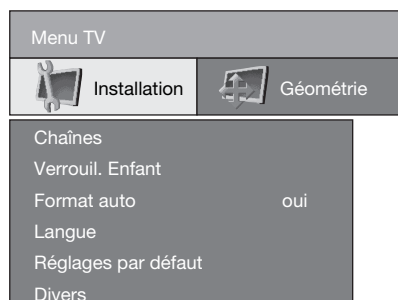 Menu TV
Installation Géométrie
Chaînes
Verrouil. Enfant
Format auto oui
Langue
Réglages par défaut
Divers